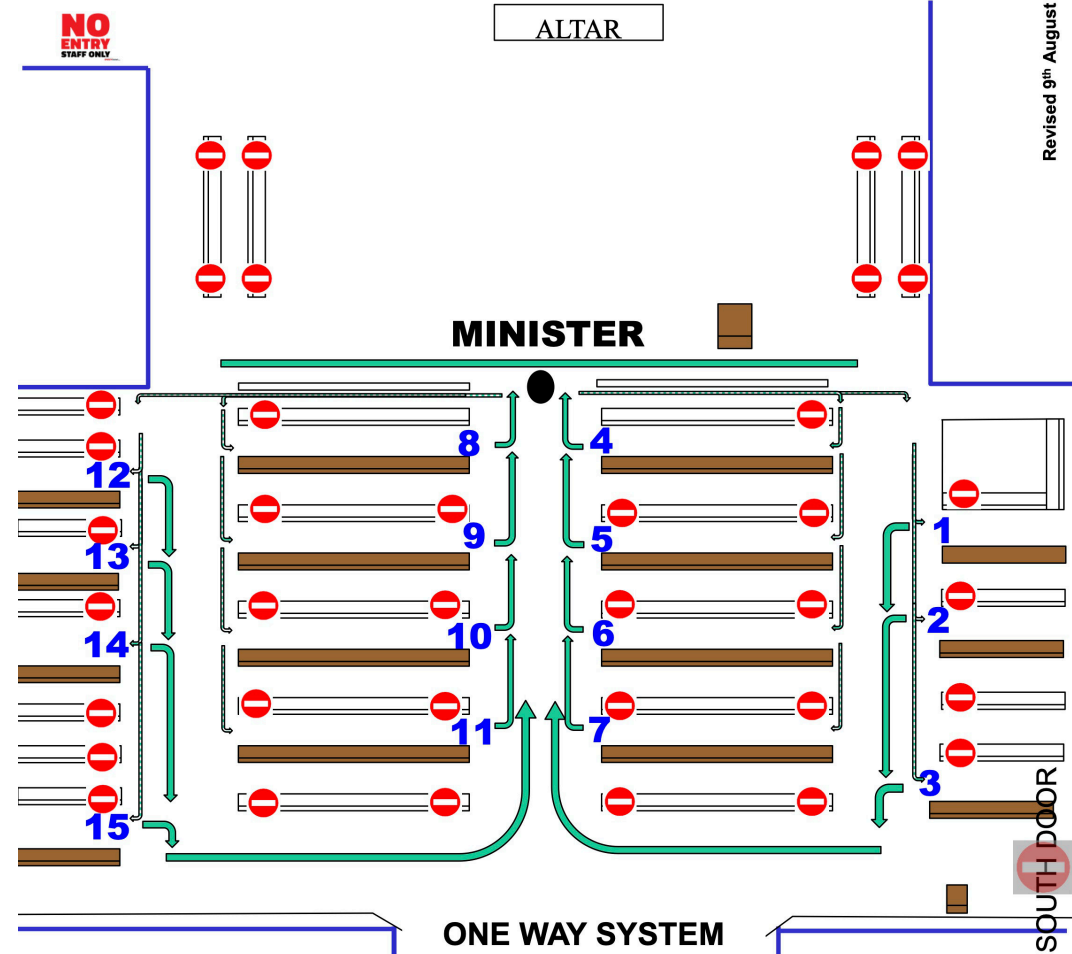 NO
ENTRY
STAFF ONLY
ALTAR
Revised 9th August
MINISTER
8
4
12
9
5
1
13
10
6
2
14
11
7
3
15
SOUTH DOOR
ONE WAY SYSTEM